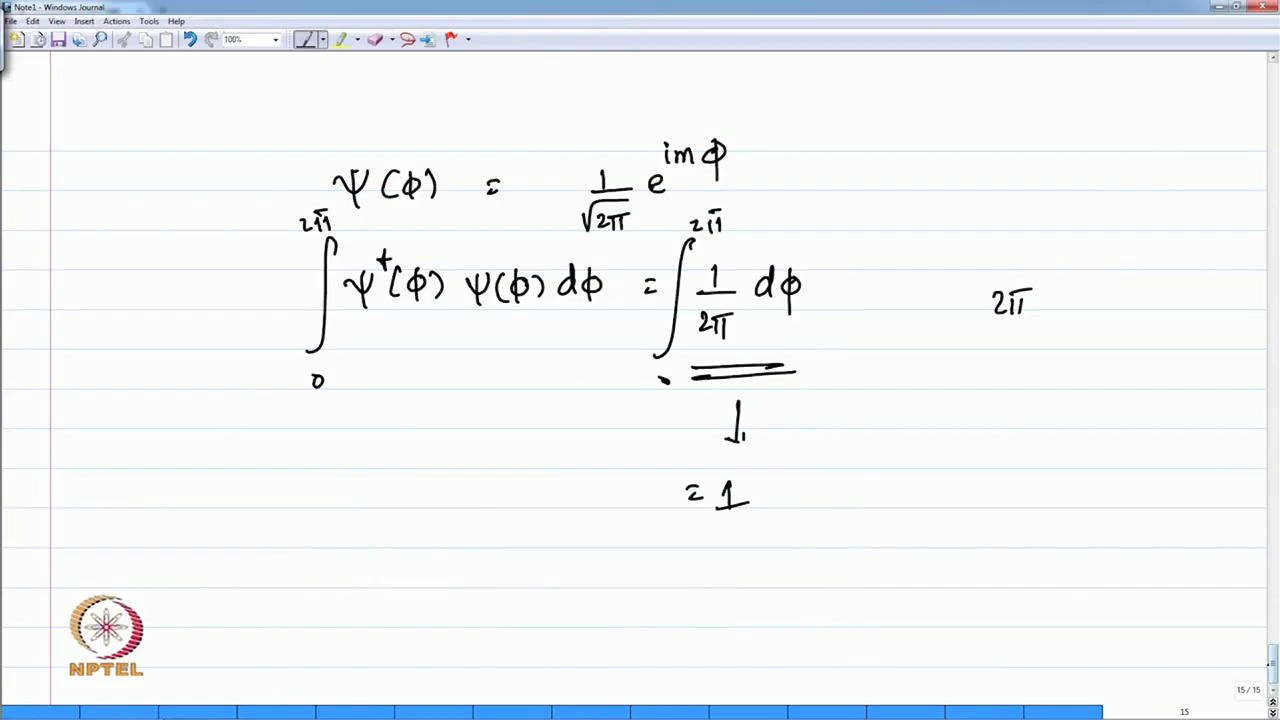 Note1 - Windows Journal
File Edit View Insert Actions Tools Help
100%
ψ(φ) = 1/√2π e^imφ
∫₀^2π ψ⁺(φ) ψ(φ) dφ = ∫₀^2π 1/2π dφ 2π
= 1
NPTEL
15 / 15
15